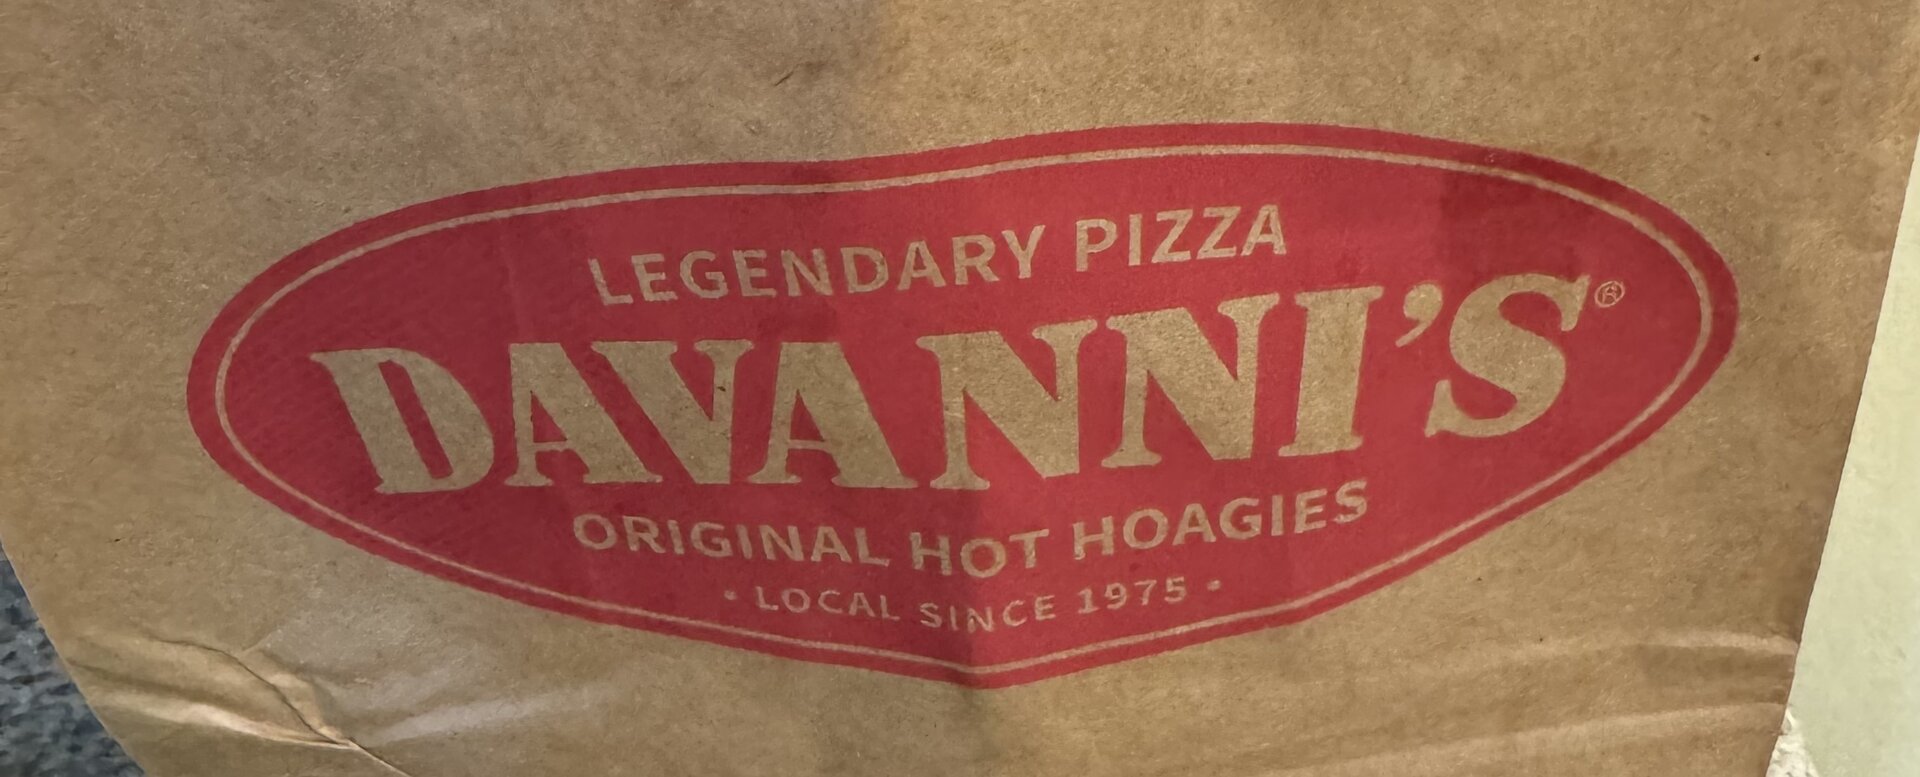 LEGENDARY PIZZA
DAVANNI'S®
ORIGINAL HOT HOAGIES
• LOCAL SINCE 1975 •